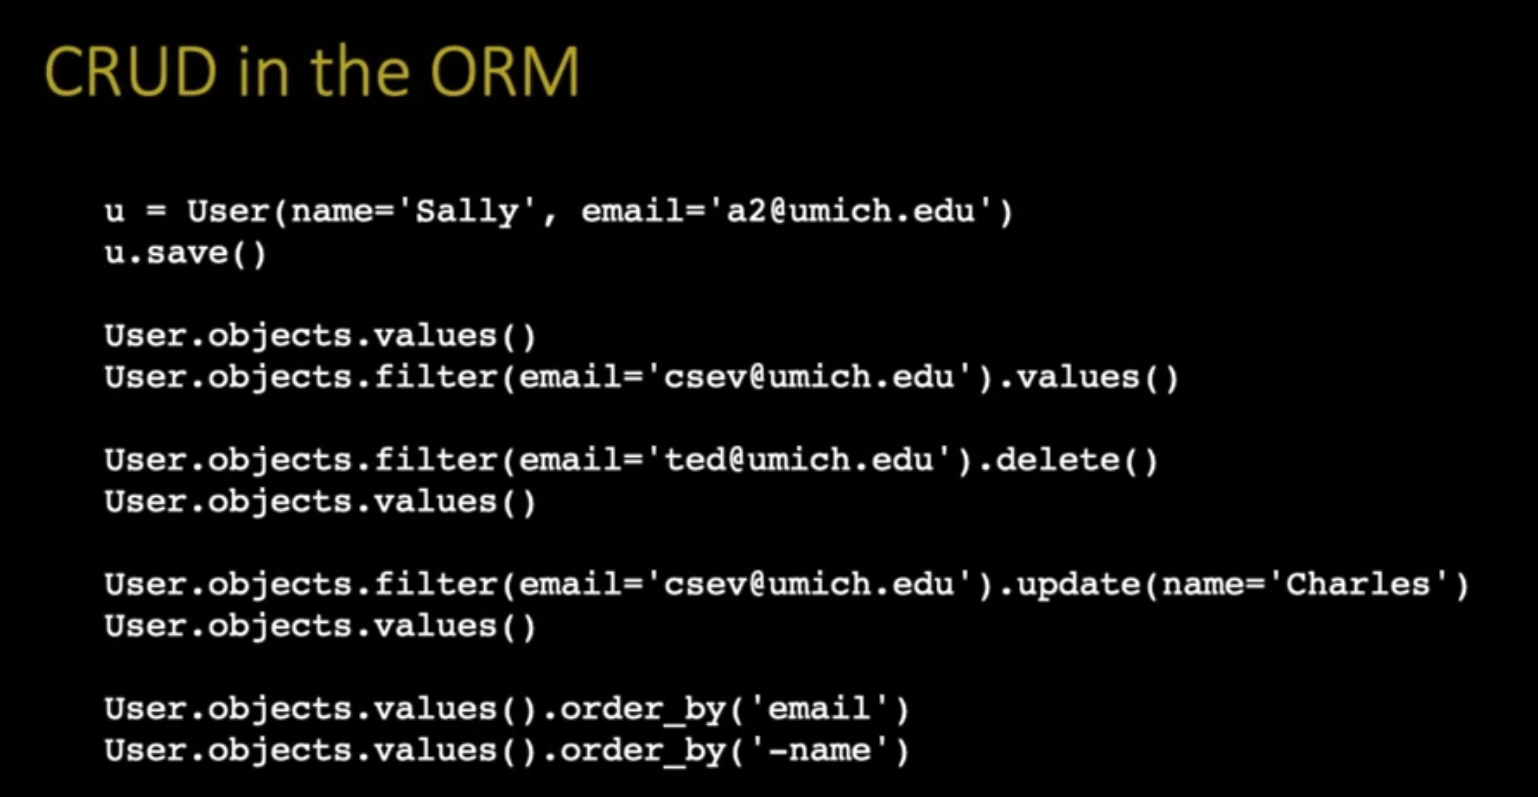 CRUD in the ORM
u = User(name='Sally', email='a2@umich.edu')
u.save()
User.objects.values()
User.objects.filter(email='csev@umich.edu').values()
User.objects.filter(email='ted@umich.edu').delete()
User.objects.values()
User.objects.filter(email='csev@umich.edu').update(name='Charles')
User.objects.values()
User.objects.values().order_by('email')
User.objects.values().order_by('-name')